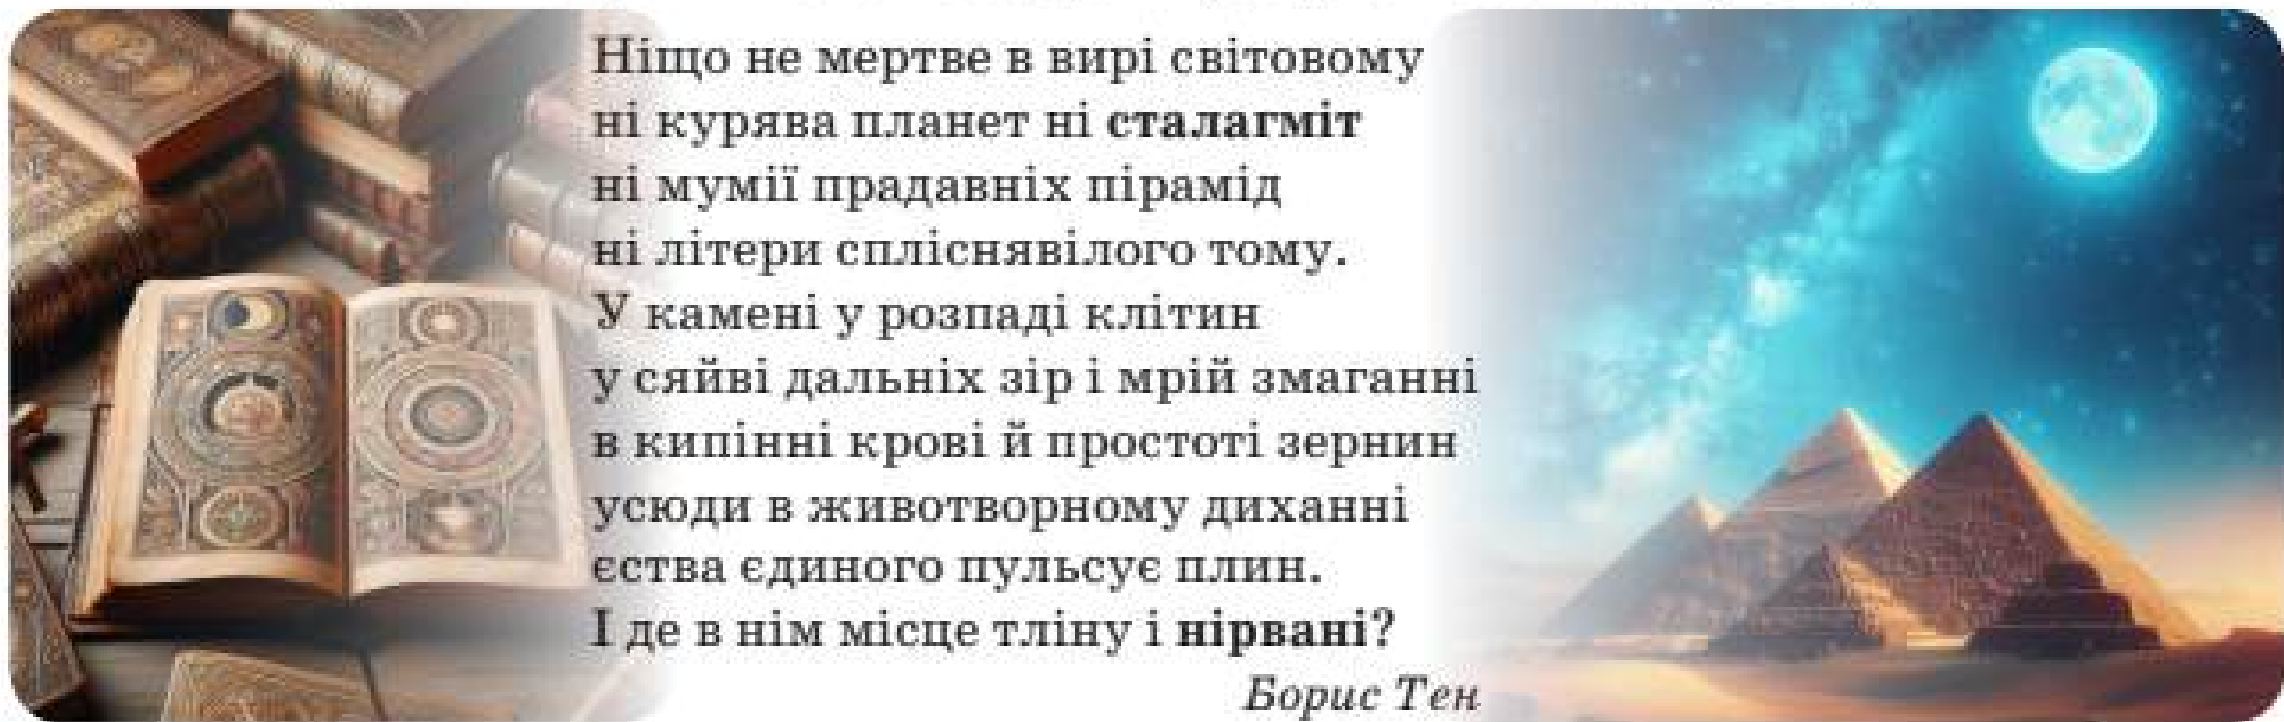 Ніщо не мертве в вирі світовому
ні курява планет ні сталагміт
ні мумії прадавніх пірамід
ні літери спліснявілого тому.
У камені у розпаді клітин
у сяйві дальніх зір і мрій змаганні
в кипінні крові й простоті зернин
усюди в животворному диханні
єства єдиного пульсує плин.
І де в нім місце тліну і нірвані?
Борис Тен